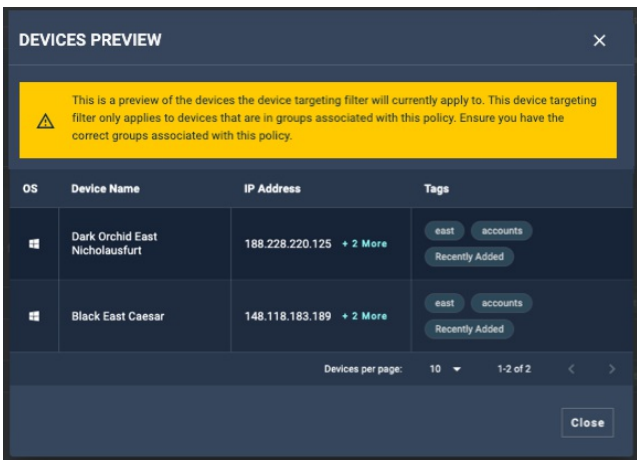 DEVICES PREVIEW
This is a preview of the devices the device targeting filter will currently apply to. This device targeting
filter only applies to devices that are in groups associated with this policy. Ensure you have the
correct groups associated with this policy.
OS Device Name IP Address Tags
Dark Orchid East
Nicholausfurt
188.228.220.125 + 2 More
east accounts
Recently Added
Black East Caesar
148.118.183.189 + 2 More
east accounts
Recently Added
Devices per page: 10 1-2 of 2
Close